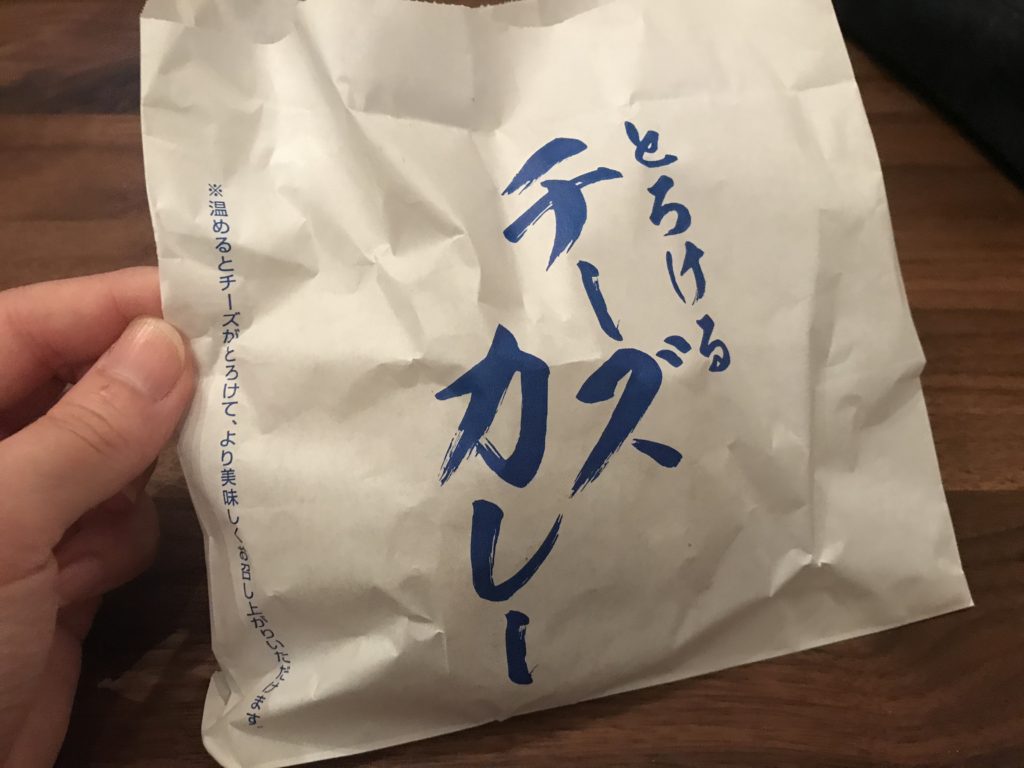 とろける
チーズ
カレー
※温めるとチーズがとろけて、より美味しくお召し上がりいただけます。